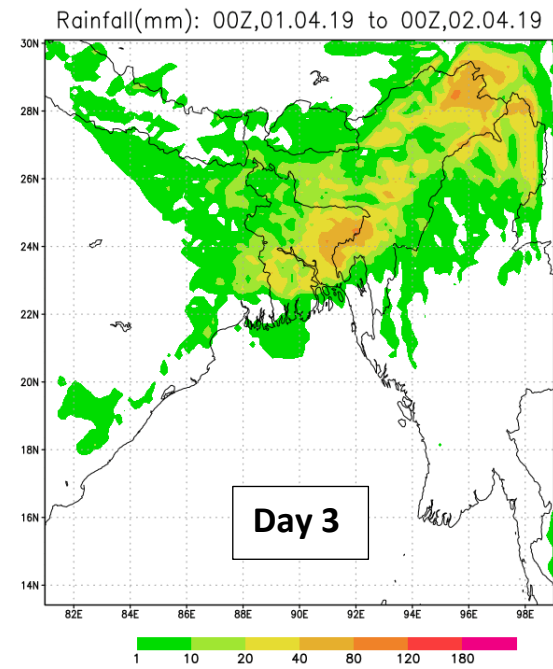 Rainfall(mm): 00Z,01.04.19 to 00Z,02.04.19
30N
28N
26N
24N
22N
20N
18N
16N
14N
Day 3
82E 84E 86E 88E 90E 92E 94E 96E 98E
1 10 20 40 80 120 180